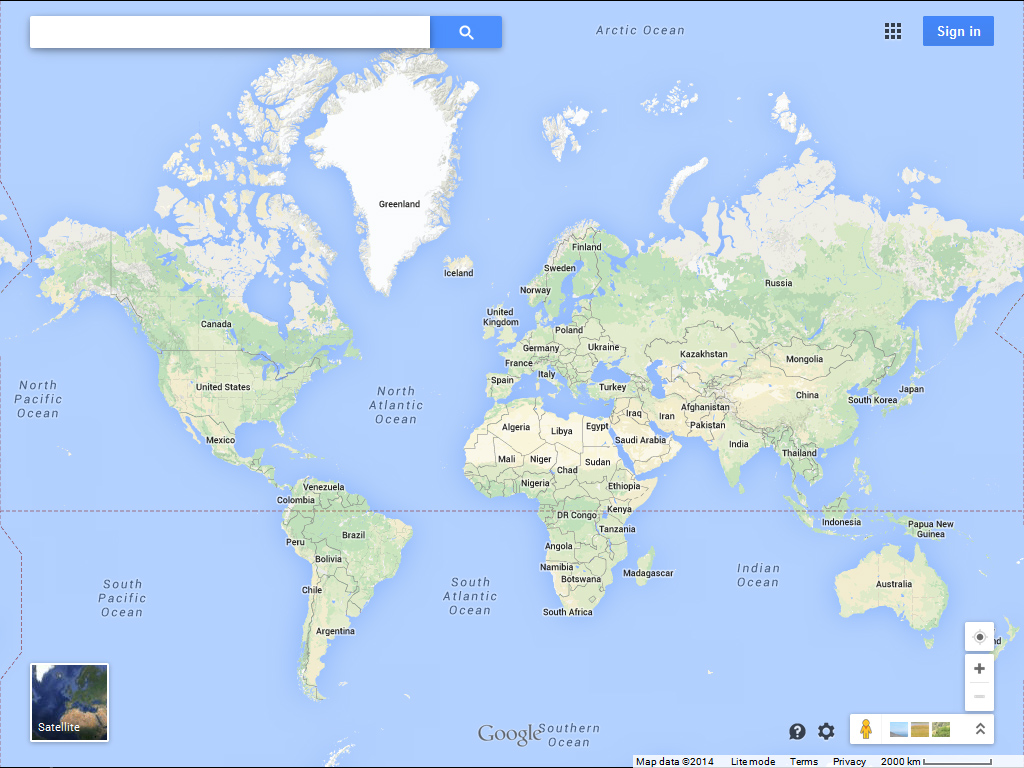 Arctic Ocean
Sign in
Greenland
Finland
Iceland
Sweden
Russia
Norway
United
Kingdom
Canada
Poland
Ukraine
Germany
Kazakhstan
Mongolia
France
Italy
Spain
United States
Turkey
Japan
China
South Korea
North
Pacific
Ocean
North
Atlantic
Ocean
Iraq
Iran
Afghanistan
Pakistan
Algeria
Libya
Egypt
Saudi Arabia
India
Mexico
Thailand
Mali
Niger
Chad
Sudan
Nigeria
Ethiopia
Venezuela
Colombia
Kenya
DR Congo
Tanzania
Indonesia
Papua New
Guinea
Brazil
Peru
Angola
Bolivia
Namibia
Botswana
Madagascar
Indian
Ocean
Australia
Chile
South
Pacific
Ocean
South
Atlantic
Ocean
South Africa
Argentina
nd
Satellite
Google
Southern
Ocean
Map data ©2014
Lite mode
Terms
Privacy
2000 km